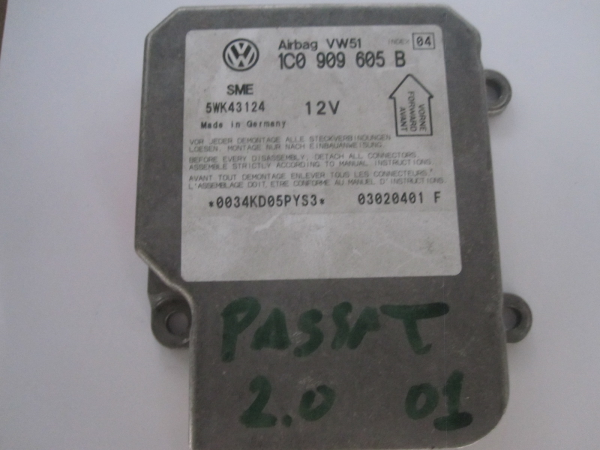 Airbag VW51 INDEX 04
1C0 909 605 B
SME
5WK43124 12V
Made in Germany
VORNE
FORWARD
AVANT
VOR JEDER DEMONTAGE ALLE STECKVERBINDUNGEN
LOESEN. MONTAGE NUR NACH EINBAUANWEISUNG.
BEFORE EVERY DISASSEMBLY, DETACH ALL CONNECTORS.
ASSEMBLE STRICTLY ACCORDING TO MANUAL INSTRUCTIONS.
AVANT TOUT DEMONTAGE ENLEVER TOUS LES CONNECTEURS.
L'ASSEMBLAGE DOIT ETRE CONFORME AU MANUEL D'INSTRUCTIONS.
*0034KD05PYS3* 03020401 F
PASSAT
2.0 01